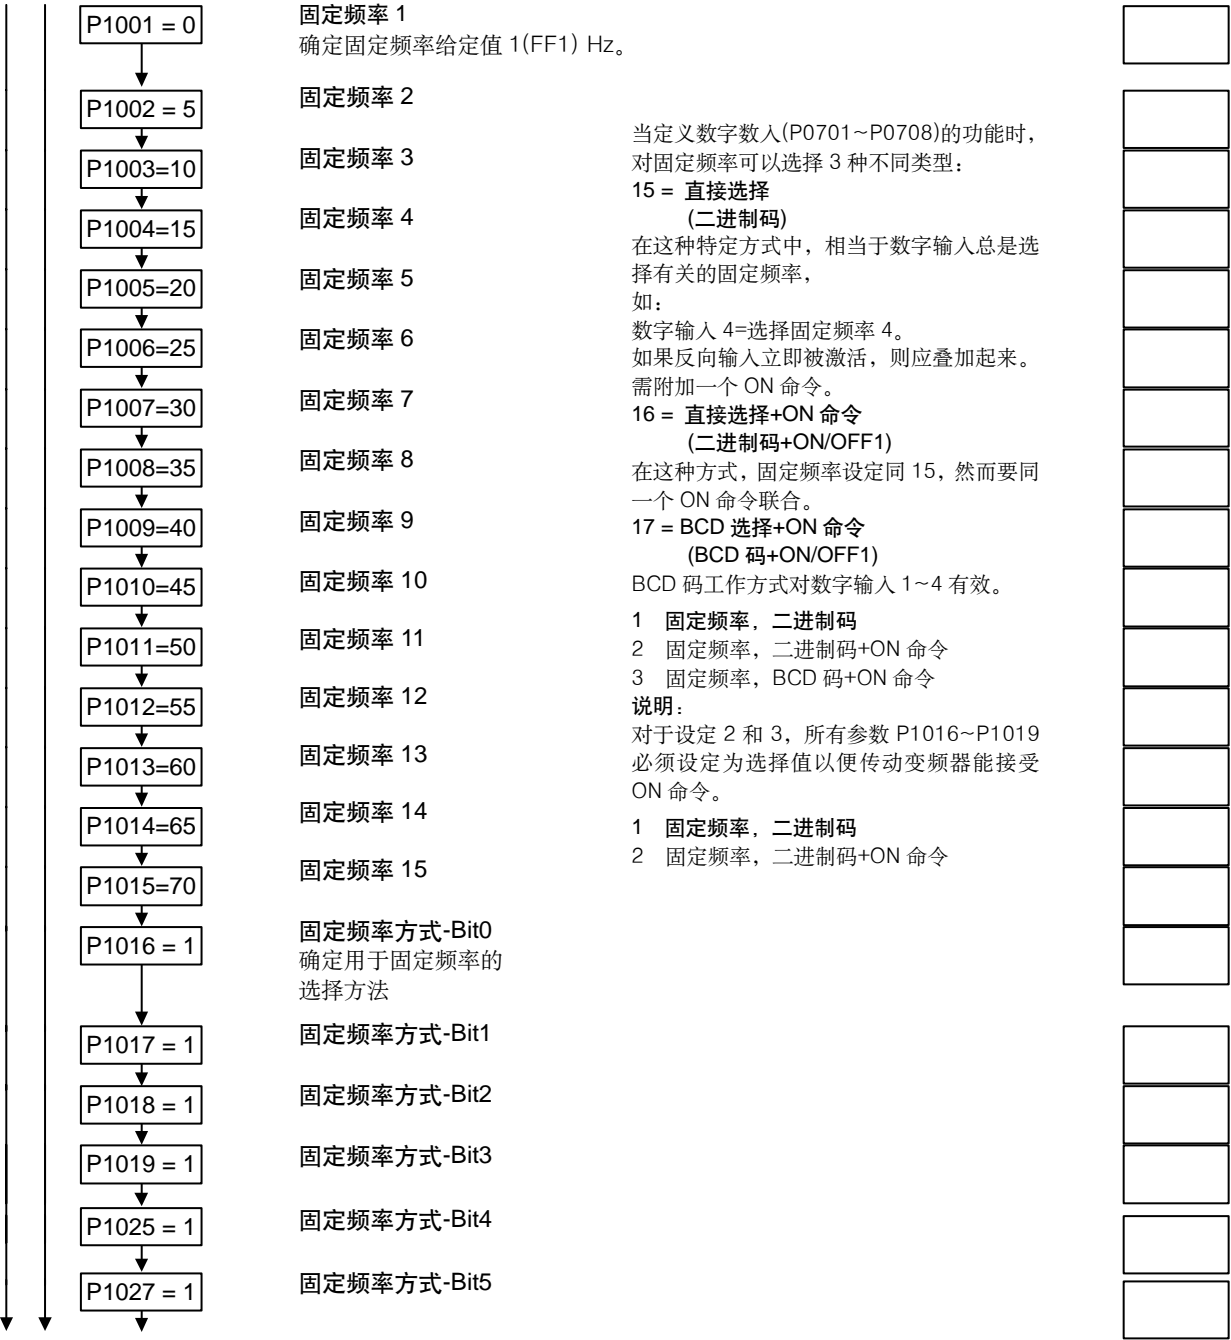 P1001 = 0
固定频率 1
确定固定频率给定值 1(FF1) Hz。
P1002 = 5
固定频率 2
P1003=10
固定频率 3
P1004=15
固定频率 4
P1005=20
固定频率 5
P1006=25
固定频率 6
P1007=30
固定频率 7
P1008=35
固定频率 8
P1009=40
固定频率 9
P1010=45
固定频率 10
P1011=50
固定频率 11
P1012=55
固定频率 12
P1013=60
固定频率 13
P1014=65
固定频率 14
P1015=70
固定频率 15
P1016 = 1
固定频率方式-Bit0
确定用于固定频率的
选择方法
P1017 = 1
固定频率方式-Bit1
P1018 = 1
固定频率方式-Bit2
P1019 = 1
固定频率方式-Bit3
P1025 = 1
固定频率方式-Bit4
P1027 = 1
固定频率方式-Bit5
当定义数字数入(P0701~P0708)的功能时,
对固定频率可以选择 3 种不同类型：
15 = 直接选择
(二进制码)
在这种特定方式中，相当于数字输入总是选
择有关的固定频率，
如：
数字输入 4=选择固定频率 4。
如果反向输入立即被激活，则应叠加起来。
需附加一个 ON 命令。
16 = 直接选择+ON 命令
(二进制码+ON/OFF1)
在这种方式，固定频率设定同 15，然而要同
一个 ON 命令联合。
17 = BCD 选择+ON 命令
(BCD 码+ON/OFF1)
BCD 码工作方式对数字输入 1~4 有效。
1 固定频率，二进制码
2 固定频率，二进制码+ON 命令
3 固定频率，BCD 码+ON 命令
说明：
对于设定 2 和 3，所有参数 P1016~P1019
必须设定为选择值以便传动变频器能接受
ON 命令。
1 固定频率，二进制码
2 固定频率，二进制码+ON 命令